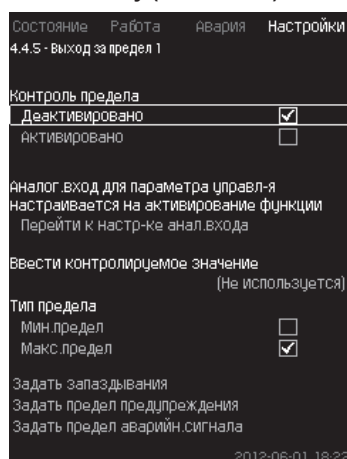 Состояние Работа Авария Настройки
4.4.5 - Выход за предел 1
Контроль предела
Деактивировано
Активировано
Аналог.вход для параметра управл-я
настраивается на активирование функции
Перейти к настр-ке анал.входа
Ввести контролируемое значение
(Не используется)
Тип предела
Мин.предел
Макс.предел
Задать запаздывания
Задать предел предупреждения
Задать предел аварийн.сигнала
2012-06-01 18:22